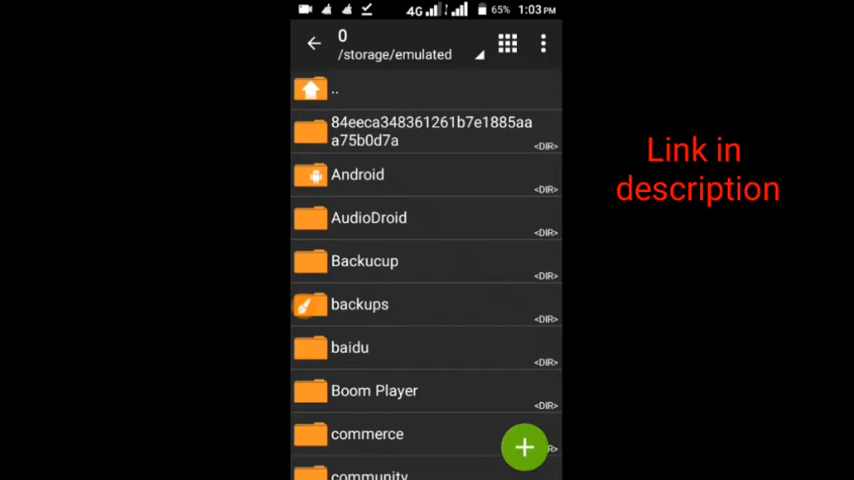 4G 65% 1:03 PM
0
/storage/emulated
..
84eeca348361261b7e1885aa
a75b0d7a
<DIR>
Android
<DIR>
AudioDroid
<DIR>
Backucup
<DIR>
backups
<DIR>
baidu
<DIR>
Boom Player
<DIR>
commerce
R>
community
Link in
description